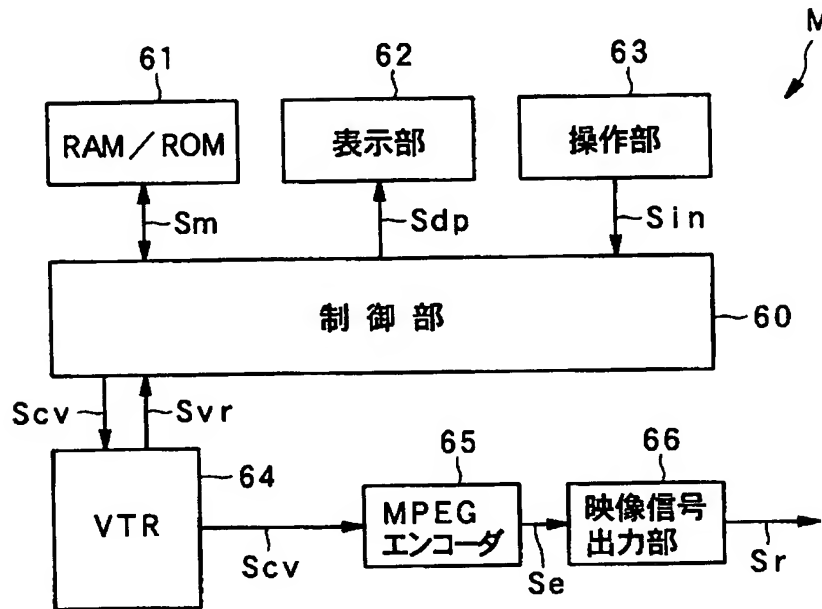 M
61
62
63
RAM／ROM
表示部
操作部
Sm
Sdp
Sin
制御部
60
Scv
Svr
64
65
66
VTR
MPEG
エンコーダ
映像信号
出力部
Scv
Se
Sr